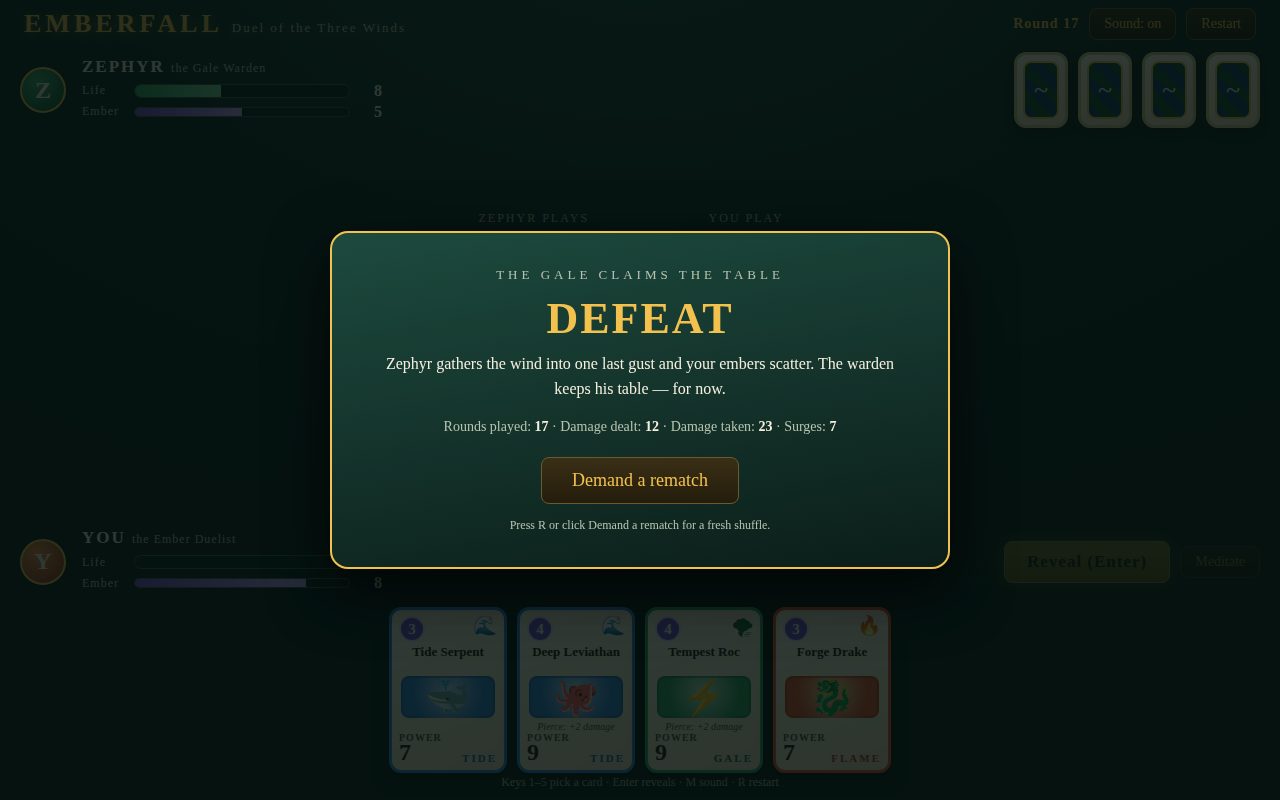 EMBERFALL Duel of the Three Winds
Round 17 Sound: on Restart
Z
ZEPHYR the Gale Warden
Life 8
Ember 5
~ ~ ~ ~
ZEPHYR PLAYS YOU PLAY
THE GALE CLAIMS THE TABLE
DEFEAT
Zephyr gathers the wind into one last gust and your embers scatter. The warden
keeps his table — for now.
Rounds played: 17 · Damage dealt: 12 · Damage taken: 23 · Surges: 7
Demand a rematch
Press R or click Demand a rematch for a fresh shuffle.
Y
YOU the Ember Duelist
Life
Ember 8
Reveal (Enter) Meditate
3
Tide Serpent
POWER
7 TIDE
4
Deep Leviathan
Pierce: +2 damage
POWER
9 TIDE
4
Tempest Roc
Pierce: +2 damage
POWER
9 GALE
3
Forge Drake
POWER
7 FLAME
Keys 1–5 pick a card · Enter reveals · M sound · R restart